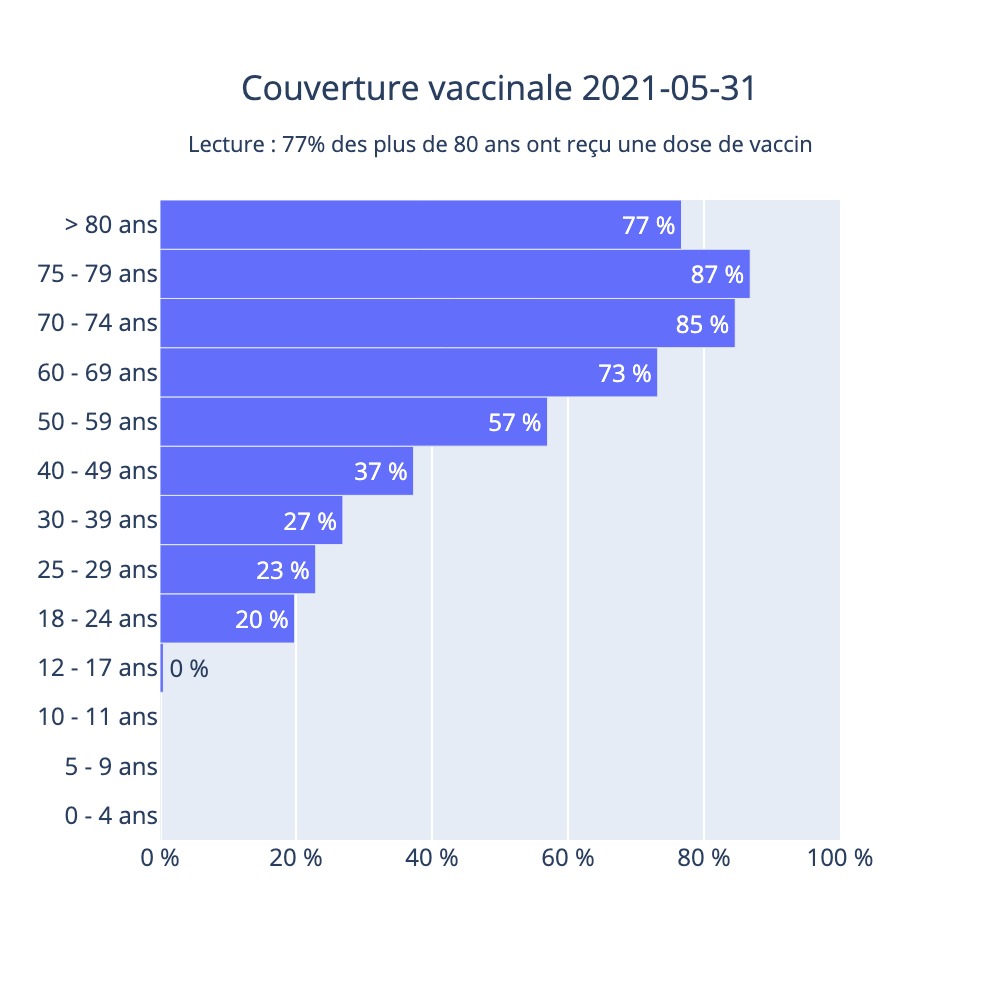 Couverture vaccinale 2021-05-31
Lecture : 77% des plus de 80 ans ont reçu une dose de vaccin
> 80 ans 77 %
75 - 79 ans 87 %
70 - 74 ans 85 %
60 - 69 ans 73 %
50 - 59 ans 57 %
40 - 49 ans 37 %
30 - 39 ans 27 %
25 - 29 ans 23 %
18 - 24 ans 20 %
12 - 17 ans 0 %
10 - 11 ans
5 - 9 ans
0 - 4 ans
0 % 20 % 40 % 60 % 80 % 100 %